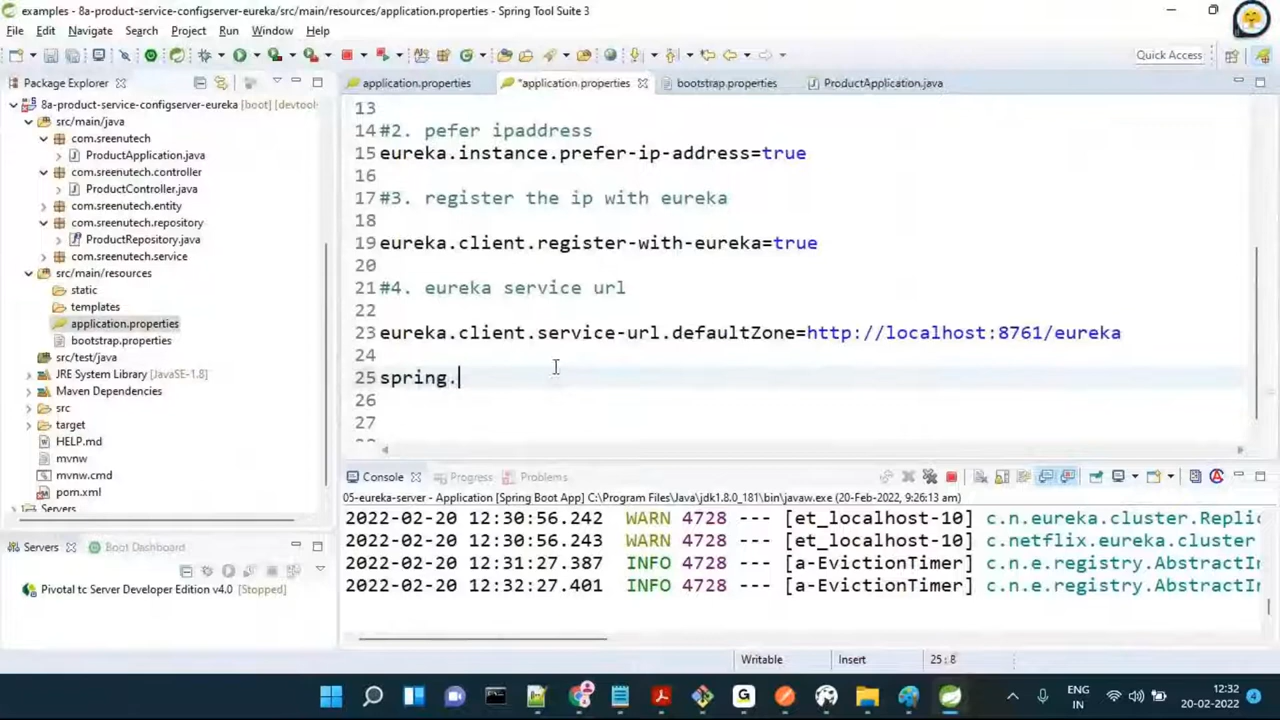 examples - 8a-product-service-configserver-eureka/src/main/resources/application.properties - Spring Tool Suite 3
File Edit Navigate Search Project Run Window Help
Quick Access
Package Explorer
8a-product-service-configserver-eureka [boot] [devtool
src/main/java
com.sreenutech
ProductApplication.java
com.sreenutech.controller
ProductController.java
com.sreenutech.entity
com.sreenutech.repository
ProductRepository.java
com.sreenutech.service
src/main/resources
static
templates
application.properties
bootstrap.properties
src/test/java
JRE System Library [JavaSE-1.8]
Maven Dependencies
src
target
HELP.md
mvnw
mvnw.cmd
pom.xml
Servers
application.properties *application.properties bootstrap.properties ProductApplication.java
13
14 #2. pefer ipaddress
15 eureka.instance.prefer-ip-address=true
16
17 #3. register the ip with eureka
18
19 eureka.client.register-with-eureka=true
20
21 #4. eureka service url
22
23 eureka.client.service-url.defaultZone=http://localhost:8761/eureka
24
25 spring.
26
27
Servers Boot Dashboard
Pivotal tc Server Developer Edition v4.0 [Stopped]
Console Progress Problems
05-eureka-server - Application [Spring Boot App] C:\Program Files\Java\jdk1.8.0_181\bin\javaw.exe (20-Feb-2022, 9:26:13 am)
2022-02-20 12:30:56.242 WARN 4728 --- [et_localhost-10] c.n.eureka.cluster.Replic
2022-02-20 12:30:56.243 WARN 4728 --- [et_localhost-10] c.netflix.eureka.cluster
2022-02-20 12:31:27.387 INFO 4728 --- [a-EvictionTimer] c.n.e.registry.AbstractIn
2022-02-20 12:32:27.401 INFO 4728 --- [a-EvictionTimer] c.n.e.registry.AbstractIn
Writable Insert 25 : 8
ENG
IN
12:32
20-02-2022